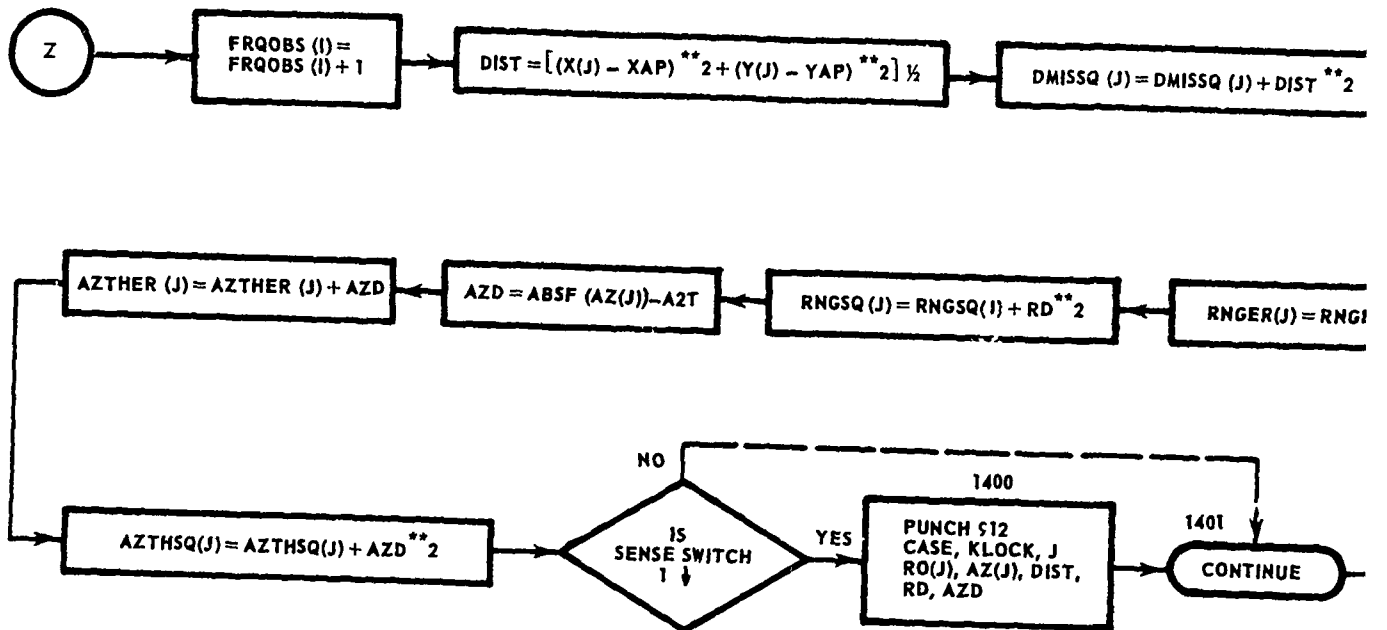 Z
FRQOBS (I) =
FRQOBS (I) + 1
DIST = [(X(J) - XAP) **2 + (Y(J) - YAP) **2] ½
DMISSQ (J) = DMISSQ (J) + DIST **2
AZTHER (J) = AZTHER (J) + AZD
AZD = ABSF (AZ(J))-A2T
RNGSQ (J) = RNGSQ(J) + RD**2
RNGER(J) = RNG
AZTHSQ(J) = AZTHSQ(J) + AZD**2
NO
IS
SENSE SWITCH
1 ↓
YES
1400
PUNCH 512
CASE, KLOCK, J
RO(J), AZ(J), DIST,
RD, AZD
1401
CONTINUE